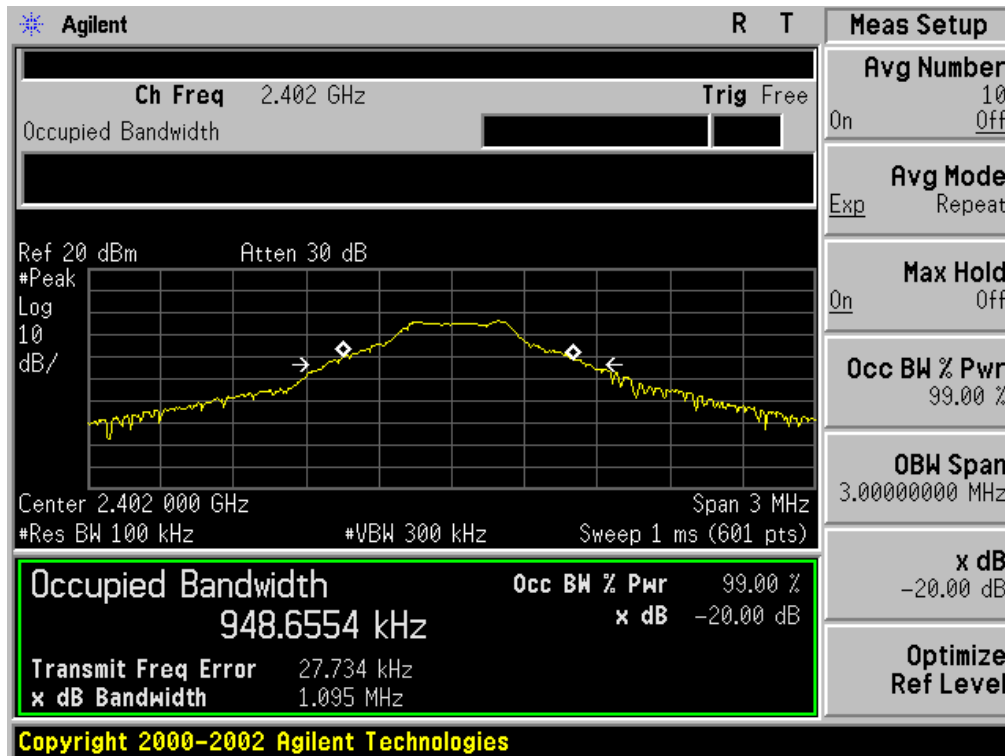 Agilent R T
Ch Freq 2.402 GHz Trig Free
Occupied Bandwidth
Ref 20 dBm Atten 30 dB
#Peak
Log
10
dB/
Center 2.402 000 GHz Span 3 MHz
#Res BW 100 kHz #VBW 300 kHz Sweep 1 ms (601 pts)
Occupied Bandwidth Occ BW % Pwr 99.00 %
948.6554 kHz x dB -20.00 dB
Transmit Freq Error 27.734 kHz
x dB Bandwidth 1.095 MHz
Copyright 2000-2002 Agilent Technologies
Meas Setup
Avg Number
10
On Off
Avg Mode
Exp Repeat
Max Hold
On Off
Occ BW % Pwr
99.00 %
OBW Span
3.00000000 MHz
x dB
-20.00 dB
Optimize
Ref Level